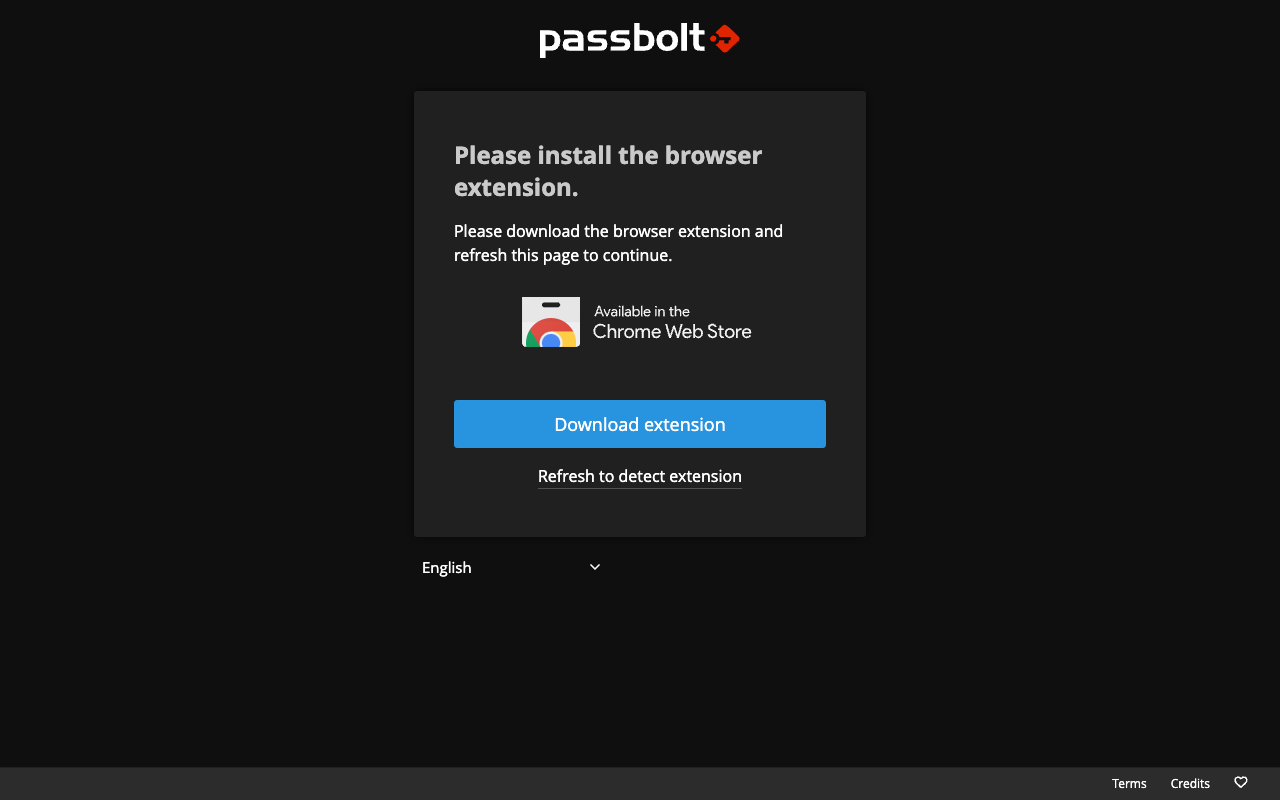 passbolt
Please install the browser
extension.
Please download the browser extension and
refresh this page to continue.
Available in the
Chrome Web Store
Download extension
Refresh to detect extension
English
Terms
Credits